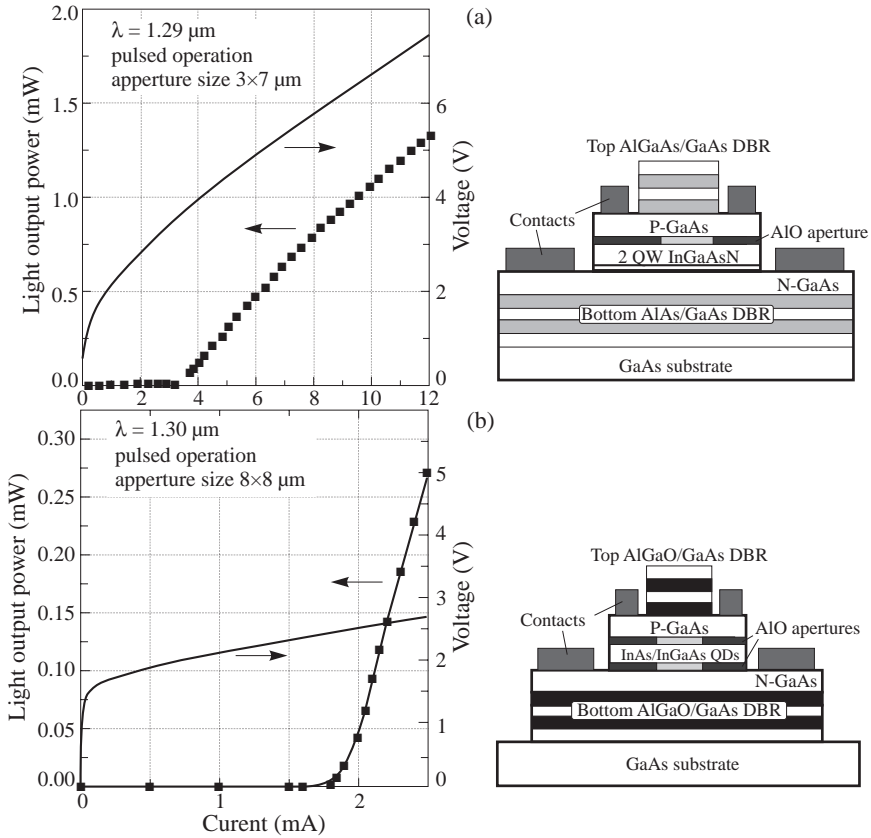 (a)
2.0
1.5
1.0
0.5
0.0
Light output power (mW)
λ = 1.29 µm
pulsed operation
apperture size 3×7 µm
6
4
2
0
Voltage (V)
0 2 4 6 8 10 12
Top AlGaAs/GaAs DBR
Contacts
P-GaAs
AlO aperture
2 QW InGaAsN
N-GaAs
Bottom AlAs/GaAs DBR
GaAs substrate
(b)
0.30
0.25
0.20
0.15
0.10
0.05
0.00
Light output power (mW)
λ = 1.30 µm
pulsed operation
apperture size 8×8 µm
5
4
3
2
1
0
Voltage (V)
0 1 2
Curent (mA)
Top AlGaO/GaAs DBR
Contacts
P-GaAs
AlO apertures
InAs/InGaAs QDs
N-GaAs
Bottom AlGaO/GaAs DBR
GaAs substrate